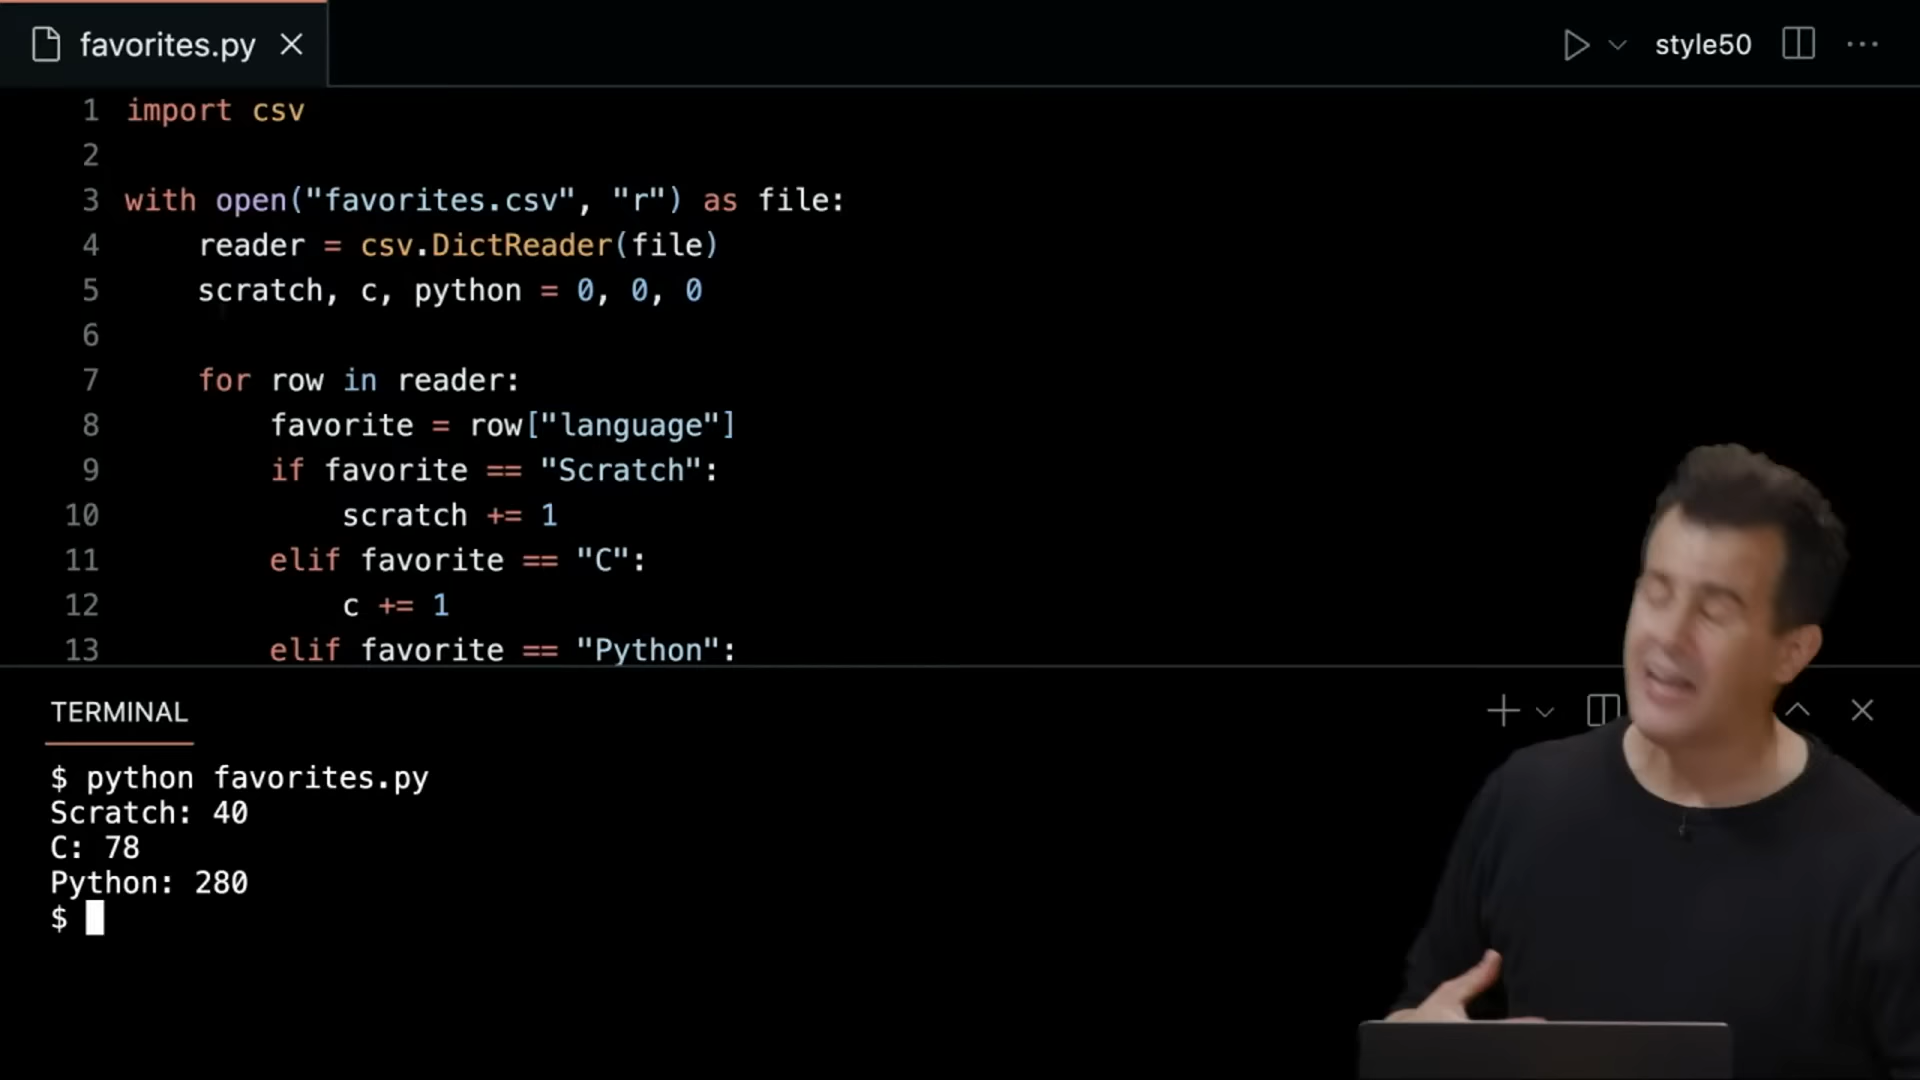 favorites.py
style50
1 import csv
2
3 with open("favorites.csv", "r") as file:
4     reader = csv.DictReader(file)
5     scratch, c, python = 0, 0, 0
6
7     for row in reader:
8         favorite = row["language"]
9         if favorite == "Scratch":
10             scratch += 1
11         elif favorite == "C":
12             c += 1
13         elif favorite == "Python":
TERMINAL
$ python favorites.py
Scratch: 40
C: 78
Python: 280
$